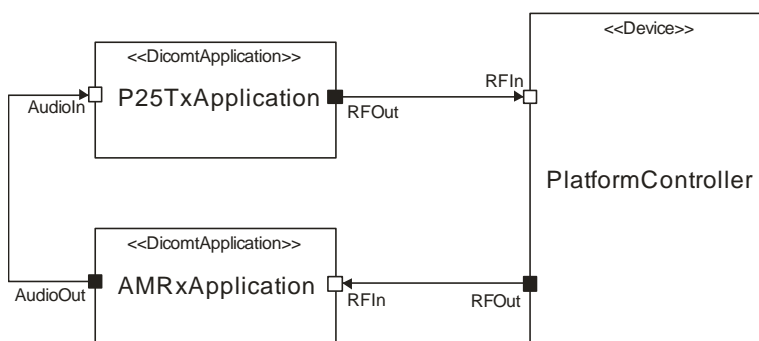 <<DicomtApplication>>
P25TxApplication
AudioIn
RFOut
RFIn
<<Device>>
PlatformController
<<DicomtApplication>>
AMRxApplication
AudioOut
RFIn
RFOut